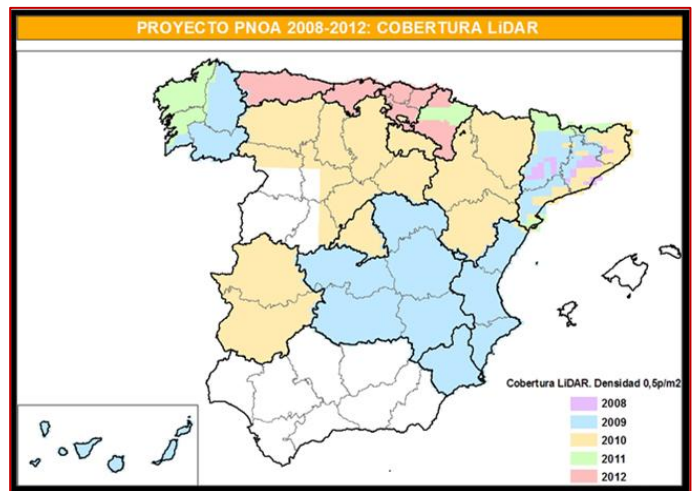 PROYECTO PNOA 2008-2012: COBERTURA LiDAR
Cobertura LiDAR. Densidad 0,5p/m2
2008
2009
2010
2011
2012